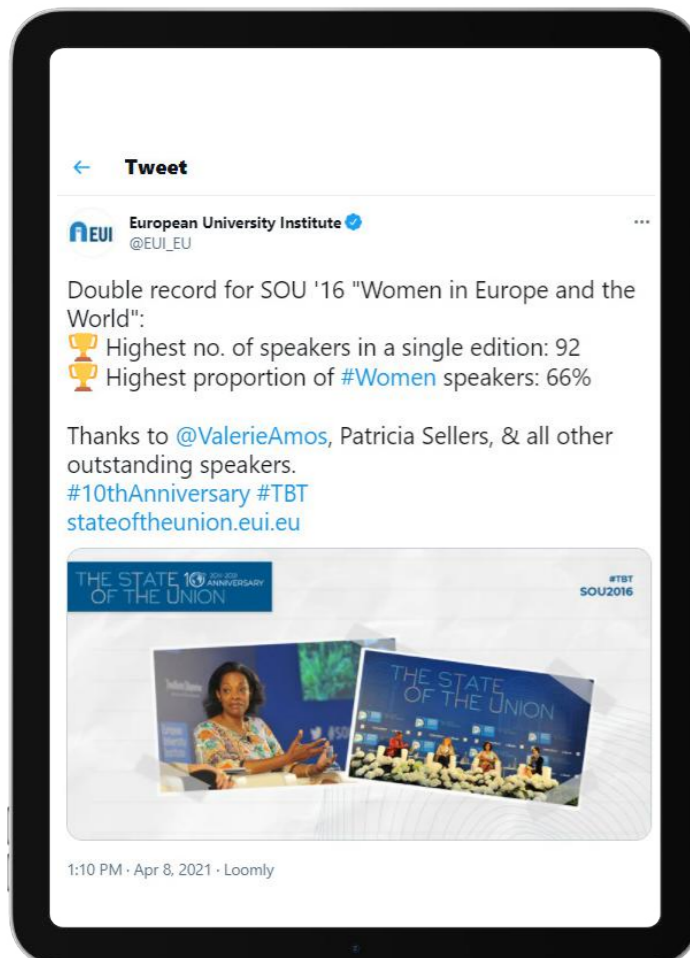 ← Tweet
EUI
European University Institute
@EUI_EU
Double record for SOU '16 "Women in Europe and the
World":
🏆 Highest no. of speakers in a single edition: 92
🏆 Highest proportion of #Women speakers: 66%
Thanks to @ValerieAmos, Patricia Sellers, & all other
outstanding speakers.
#10thAnniversary #TBT
stateoftheunion.eui.eu
THE STATE
OF THE UNION
10
ANNIVERSARY
#TBT
SOU2016
THE STATE
OF THE UNION
1:10 PM · Apr 8, 2021 · Loomly